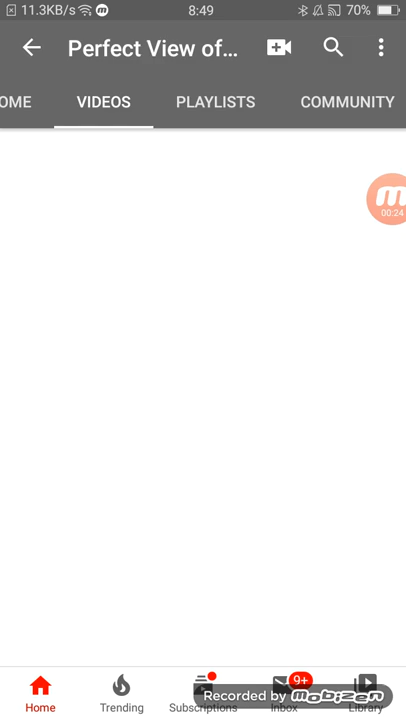 11.3KB/s 8:49 70%
Perfect View of...
OME VIDEOS PLAYLISTS COMMUNITY
m
00:24
9+
Recorded by mobizen
Home Trending Subscriptions Inbox Library